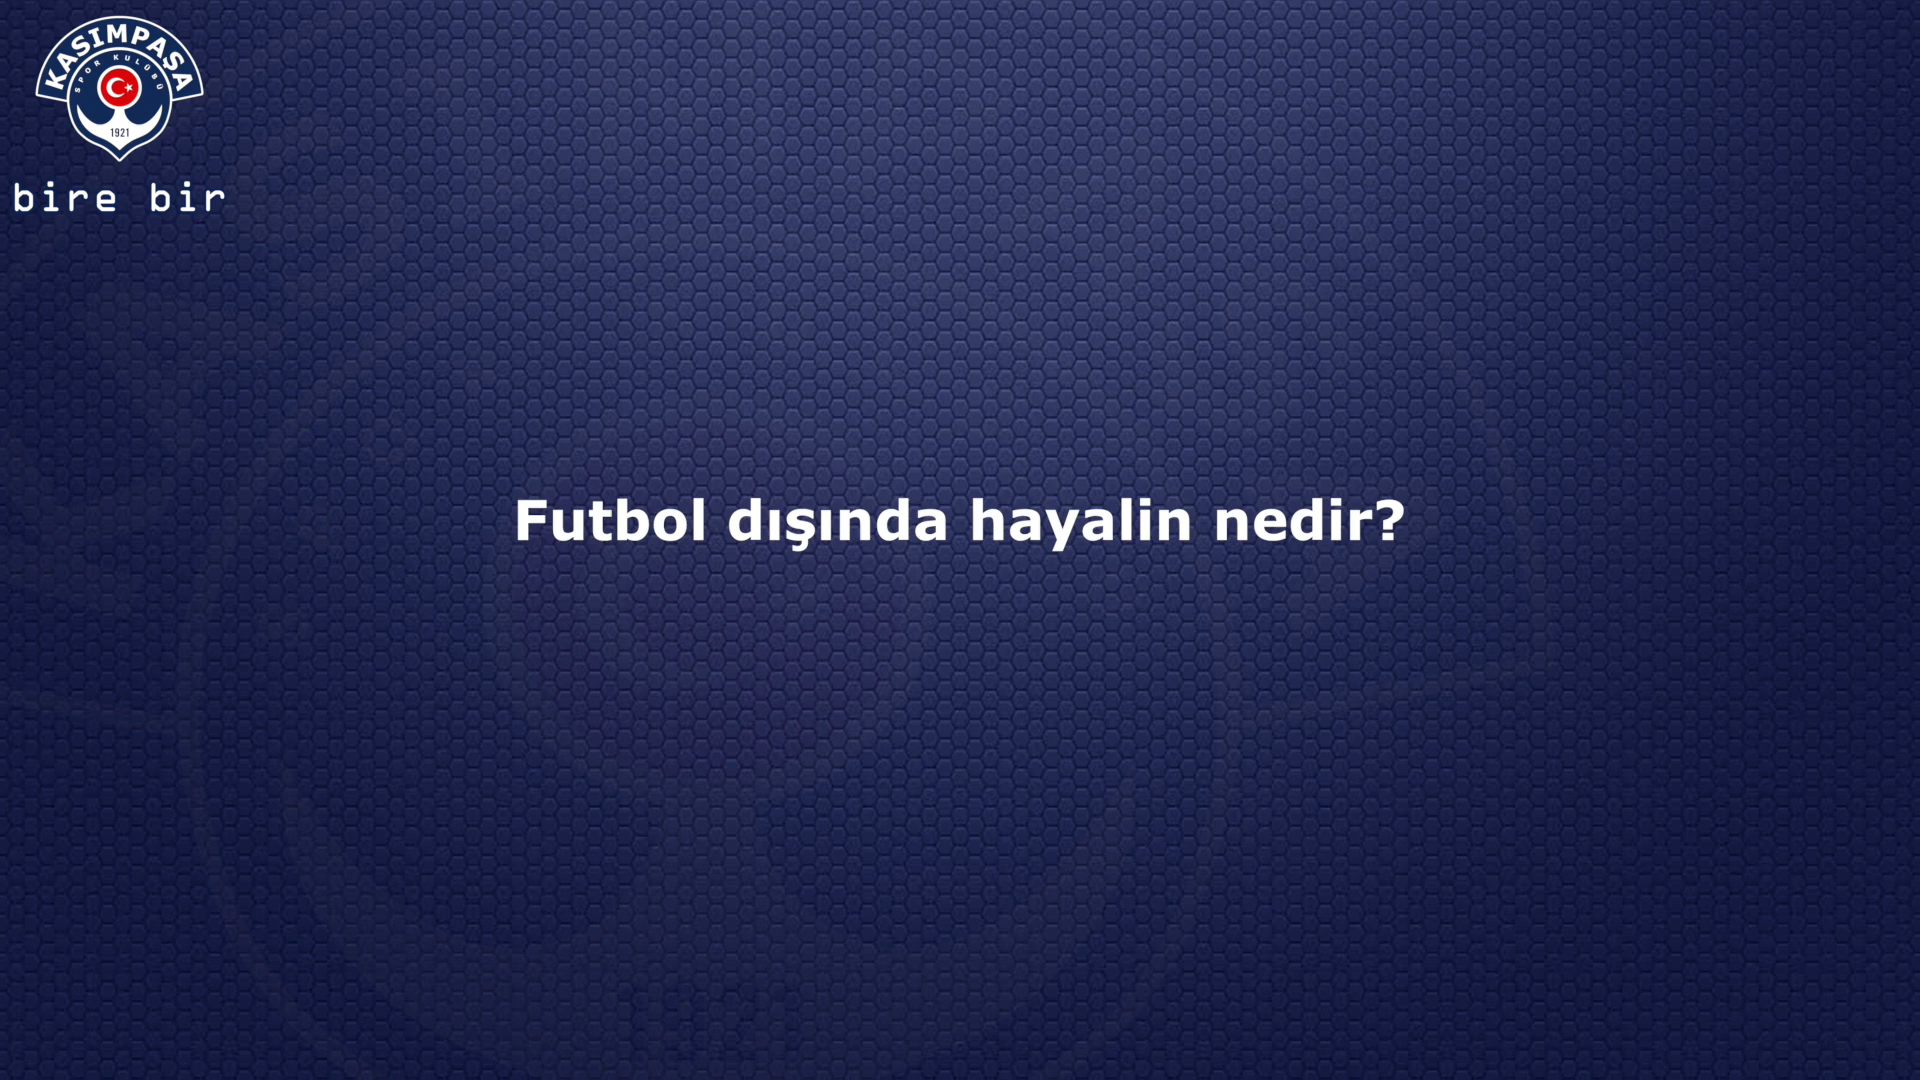 KASIMPAŞA
SPOR KULÜBÜ
1921
bire bir
Futbol dışında hayalin nedir?